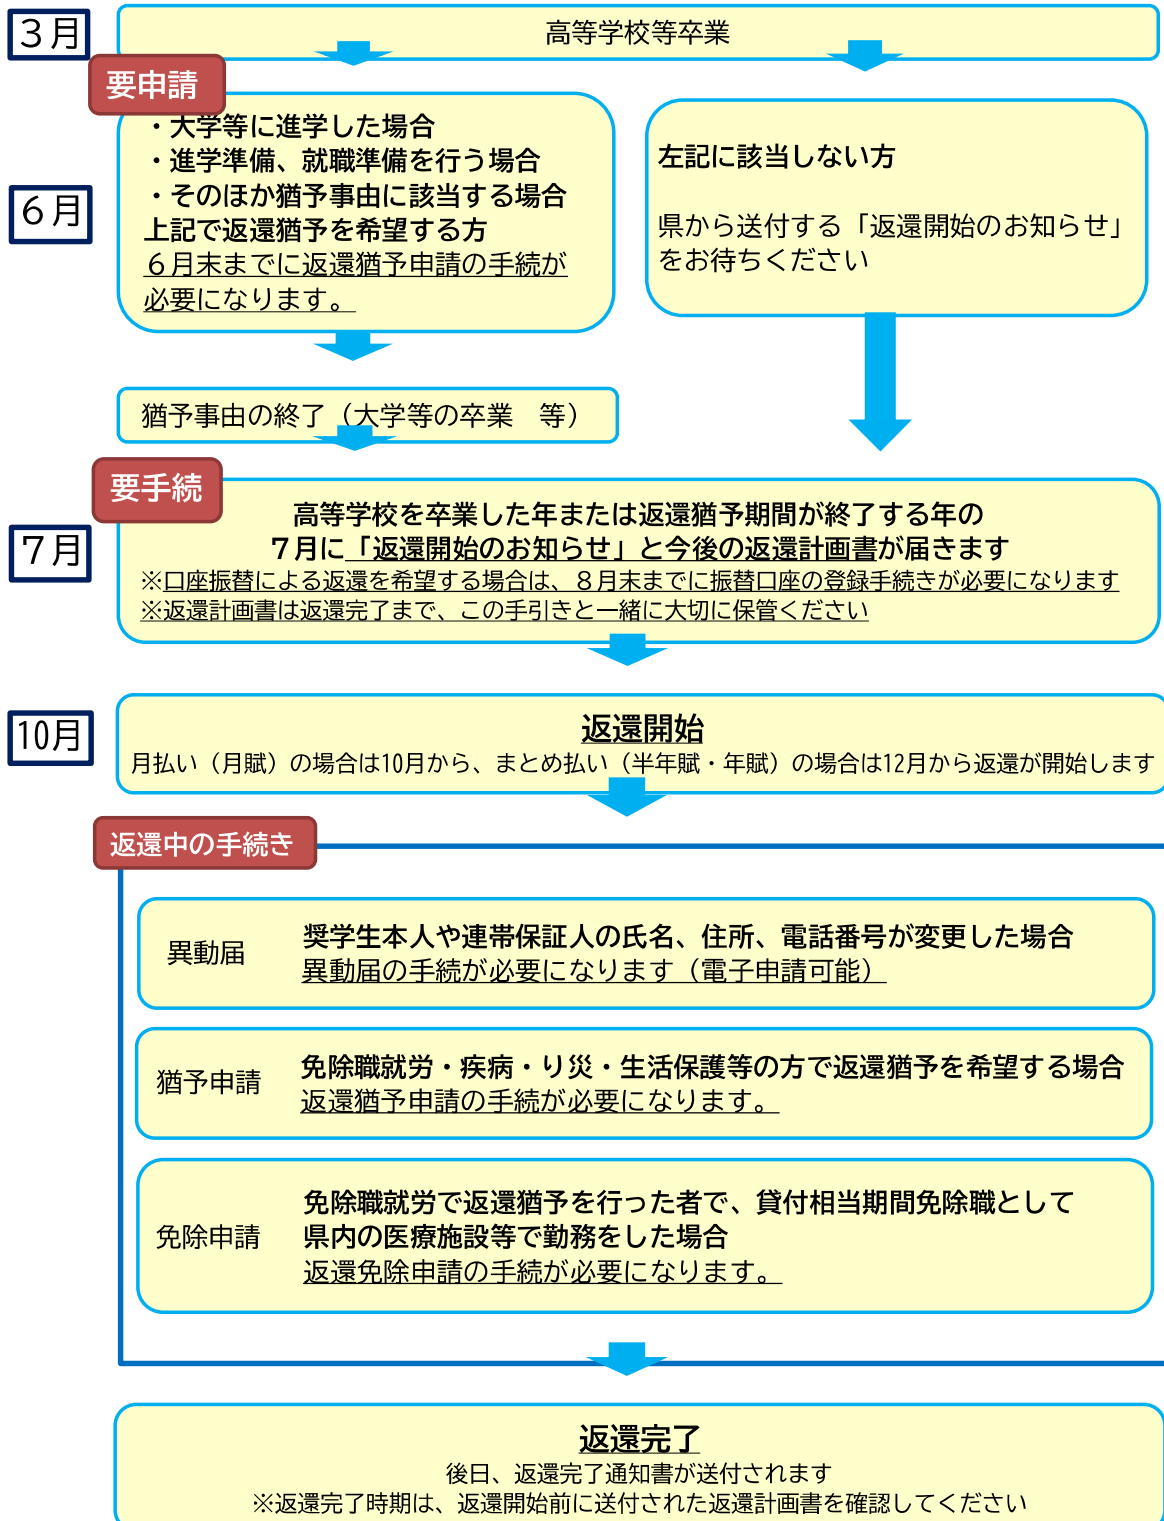 ３月
高等学校等卒業
要申請
・大学等に進学した場合
・進学準備、就職準備を行う場合
・そのほか猶予事由に該当する場合
上記で返還猶予を希望する方
６月末までに返還猶予申請の手続が
必要になります。
６月
左記に該当しない方
県から送付する「返還開始のお知らせ」
をお待ちください
猶予事由の終了（大学等の卒業　等）
要手続
７月
高等学校を卒業した年または返還猶予期間が終了する年の
７月に「返還開始のお知らせ」と今後の返還計画書が届きます
※口座振替による返還を希望する場合は、８月末までに振替口座の登録手続きが必要になります
※返還計画書は返還完了まで、この手引きと一緒に大切に保管ください
10月
返還開始
月払い（月賦）の場合は10月から、まとめ払い（半年賦・年賦）の場合は12月から返還が開始します
返還中の手続き
異動届
奨学生本人や連帯保証人の氏名、住所、電話番号が変更した場合
異動届の手続が必要になります（電子申請可能）
猶予申請
免除職就労・疾病・り災・生活保護等の方で返還猶予を希望する場合
返還猶予申請の手続が必要になります。
免除申請
免除職就労で返還猶予を行った者で、貸付相当期間免除職として
県内の医療施設等で勤務をした場合
返還免除申請の手続が必要になります。
返還完了
後日、返還完了通知書が送付されます
※返還完了時期は、返還開始前に送付された返還計画書を確認してください